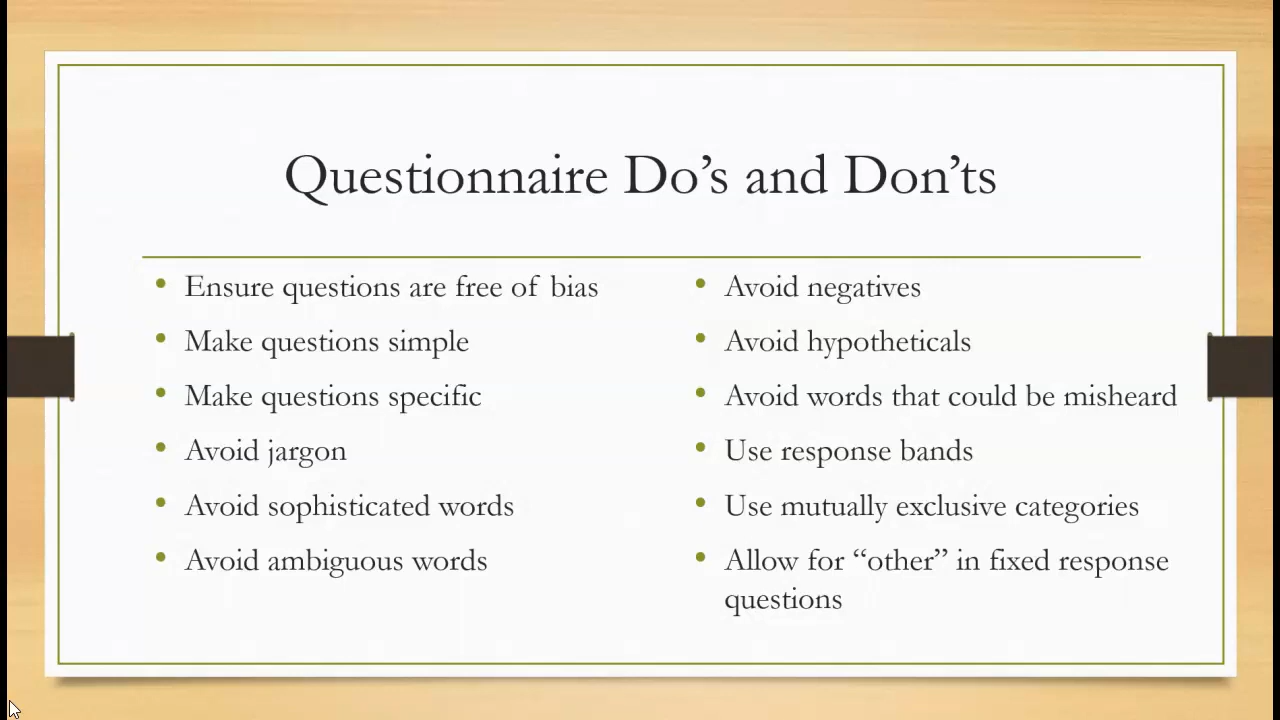 Questionnaire Do’s and Don’ts
• Ensure questions are free of bias
• Make questions simple
• Make questions specific
• Avoid jargon
• Avoid sophisticated words
• Avoid ambiguous words
• Avoid negatives
• Avoid hypotheticals
• Avoid words that could be misheard
• Use response bands
• Use mutually exclusive categories
• Allow for “other” in fixed response
questions